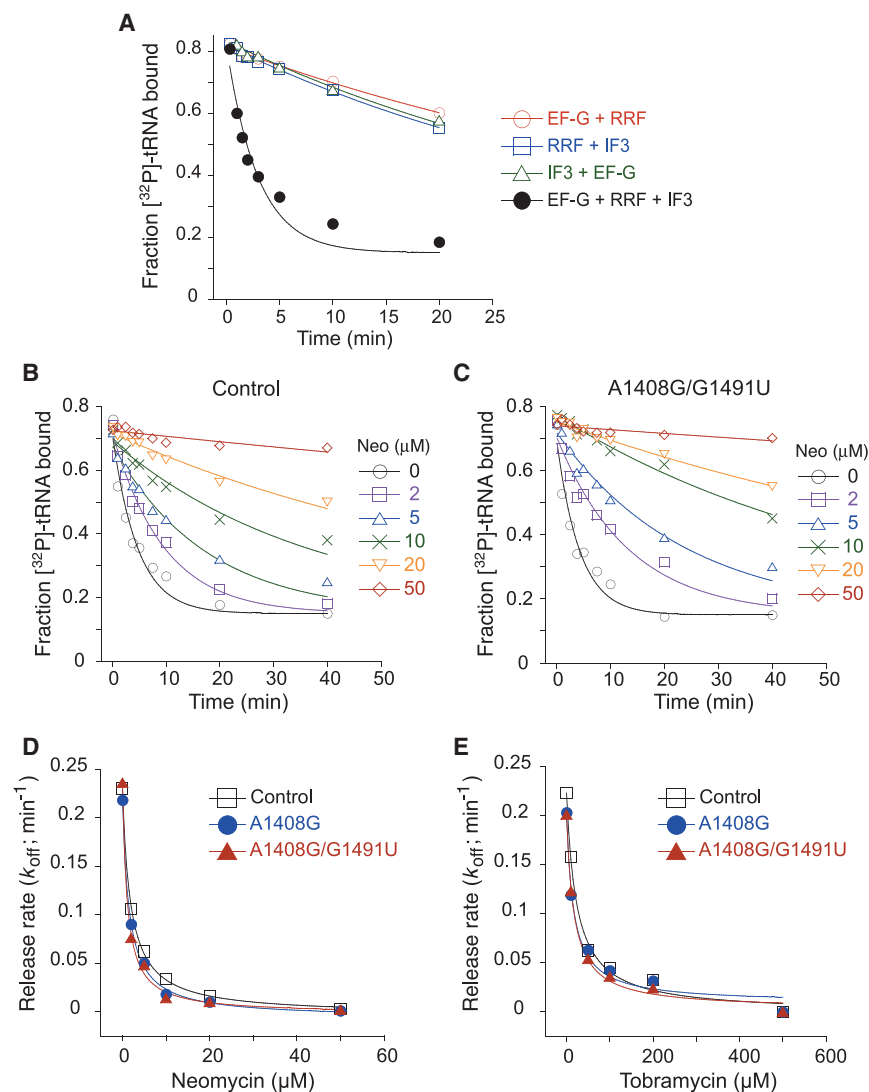 A
Fraction [³²P]-tRNA bound
0.8
0.6
0.4
0.2
0
0
5
10
15
20
25
Time (min)
EF-G + RRF
RRF + IF3
IF3 + EF-G
EF-G + RRF + IF3
B
Control
Fraction [³²P]-tRNA bound
0.8
0.6
0.4
0.2
0
0
10
20
30
40
50
Time (min)
Neo (μM)
0
2
5
10
20
50
C
A1408G/G1491U
Fraction [³²P]-tRNA bound
0.8
0.6
0.4
0.2
0
0
10
20
30
40
50
Time (min)
Neo (μM)
0
2
5
10
20
50
D
Release rate (k_off; min⁻¹)
0.25
0.2
0.15
0.1
0.05
0
0
20
40
60
Neomycin (μM)
Control
A1408G
A1408G/G1491U
E
Release rate (k_off; min⁻¹)
0.25
0.2
0.15
0.1
0.05
0
0
200
400
600
Tobramycin (μM)
Control
A1408G
A1408G/G1491U